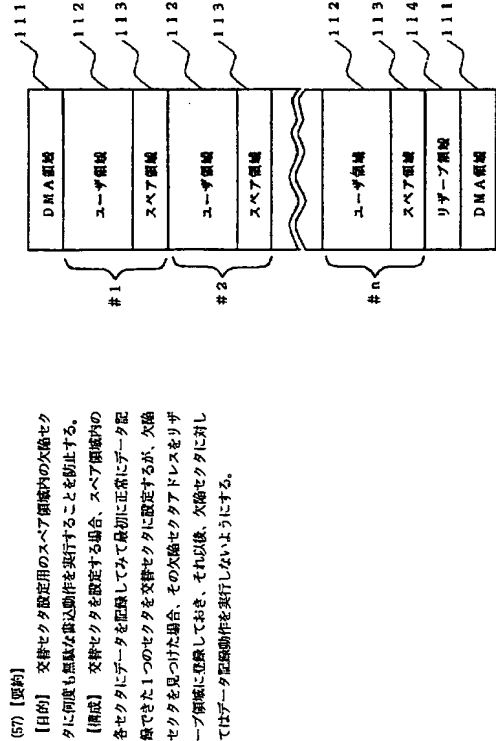 (57)【要約】
【目的】 交替セクタ設定用のスペア領域内の欠陥セク
タに何度も無駄な書込動作を実行することを防止する。
【構成】 交替セクタを設定する場合、スペア領域内の
各セクタにデータを記録してみて最初に正常にデータ記
録できた1つのセクタを交替セクタに設定するが、欠陥
セクタを見つけた場合、その欠陥セクタアドレスをリザ
ーブ領域に登録しておき、それ以後、欠陥セクタに対し
てはデータ記録動作を実行しないようにする。
DMA領域
111
#1
ユーザ領域
112
スペア領域
113
#2
ユーザ領域
112
スペア領域
113
#n
ユーザ領域
112
スペア領域
113
リザーブ領域
114
DMA領域
111